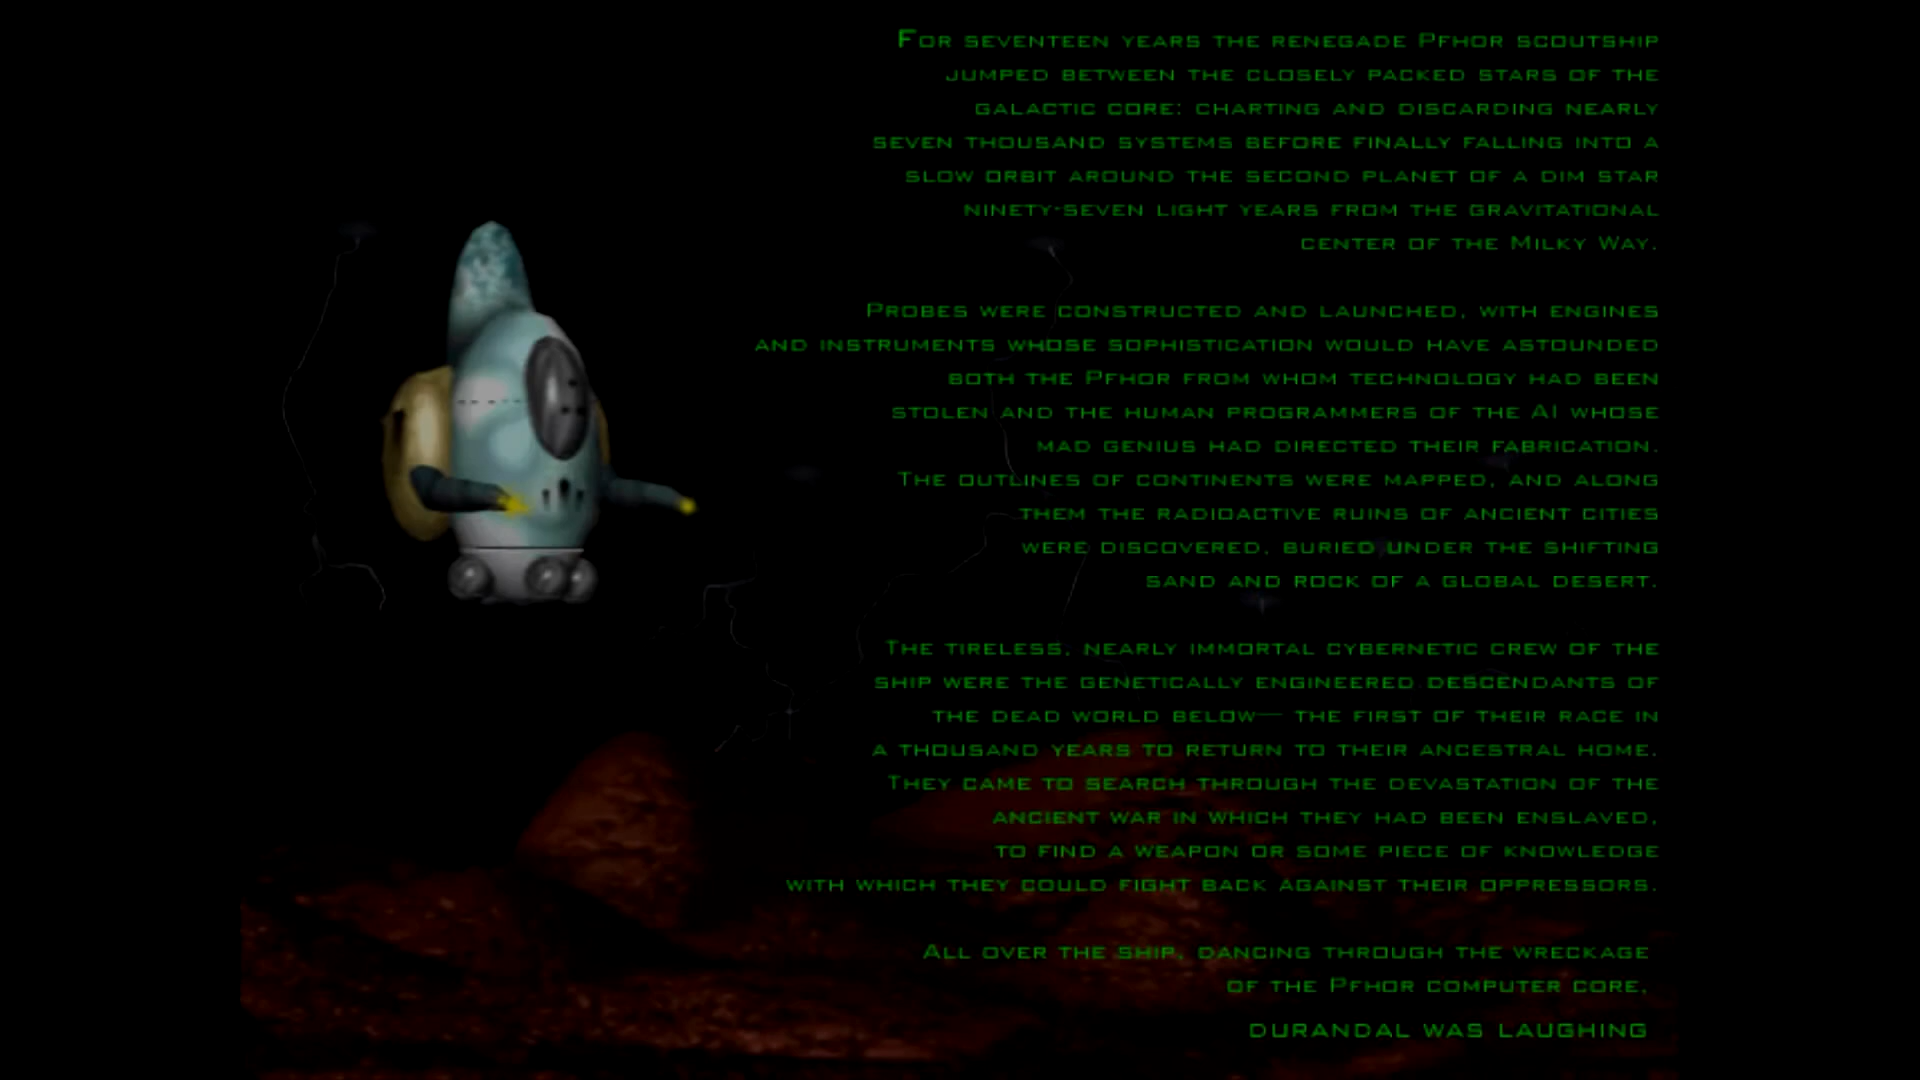 For seventeen years the renegade Pfhor scoutship
jumped between the closely packed stars of the
galactic core: charting and discarding nearly
seven thousand systems before finally falling into a
slow orbit around the second planet of a dim star
ninety-seven light years from the gravitational
center of the Milky Way.
Probes were constructed and launched, with engines
and instruments whose sophistication would have astounded
both the Pfhor from whom technology had been
stolen and the human programmers of the AI whose
mad genius had directed their fabrication.
The outlines of continents were mapped, and along
them the radioactive ruins of ancient cities
were discovered, buried under the shifting
sand and rock of a global desert.
The tireless, nearly immortal cybernetic crew of the
ship were the genetically engineered descendants of
the dead world below— the first of their race in
a thousand years to return to their ancestral home.
They came to search through the devastation of the
ancient war in which they had been enslaved,
to find a weapon or some piece of knowledge
with which they could fight back against their oppressors.
All over the ship, dancing through the wreckage
of the Pfhor computer core,
durandal was laughing